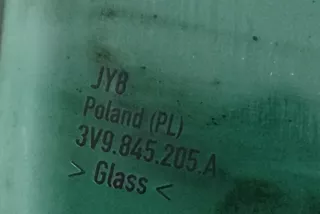 JY8
Poland (PL)
3V9.845.205.A
> Glass <